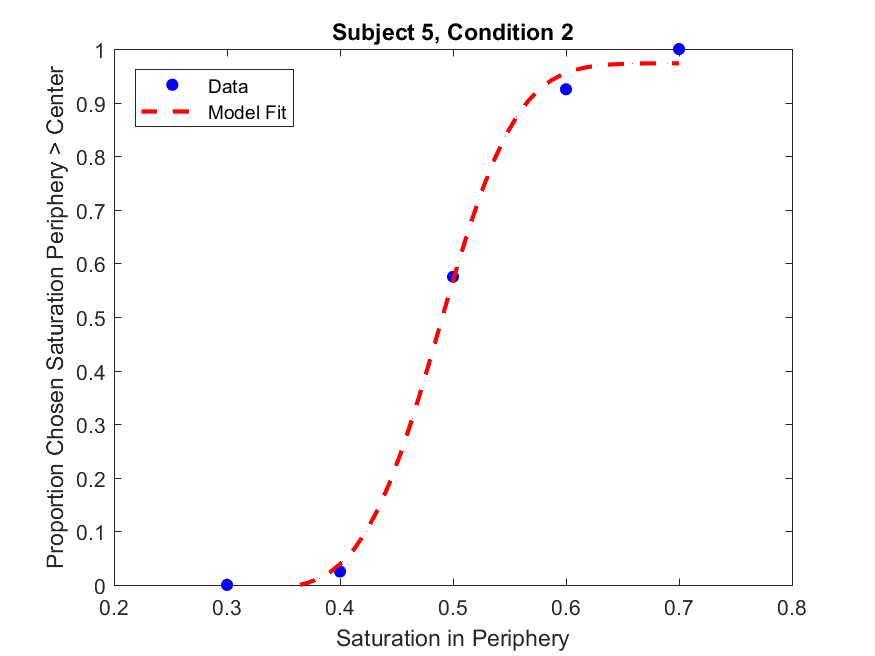 Subject 5, Condition 2
Data
Model Fit
Proportion Chosen Saturation Periphery > Center
1
0.9
0.8
0.7
0.6
0.5
0.4
0.3
0.2
0.1
0
0.2 0.3 0.4 0.5 0.6 0.7 0.8
Saturation in Periphery